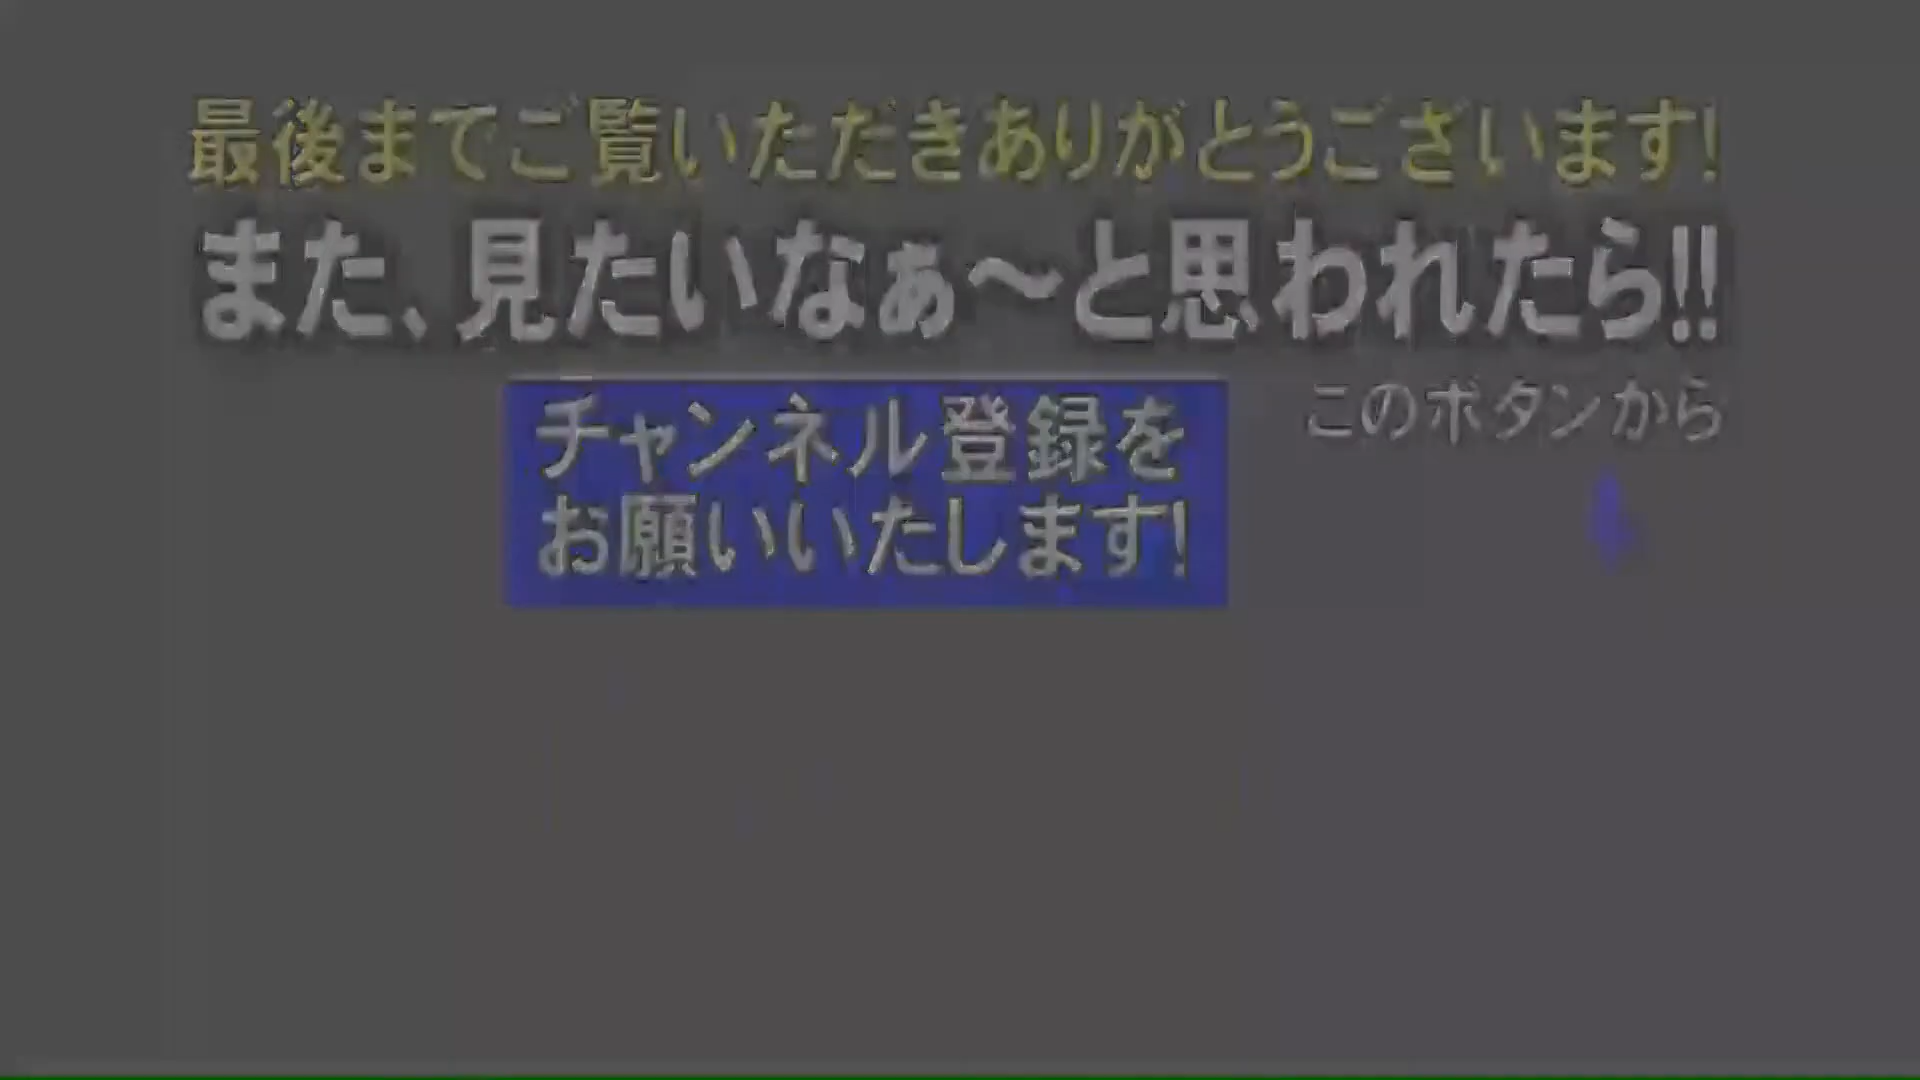 最後までご覧いただきありがとうございます!
また、見たいなぁ〜と思われたら!!
このボタンから
チャンネル登録を
お願いいたします!